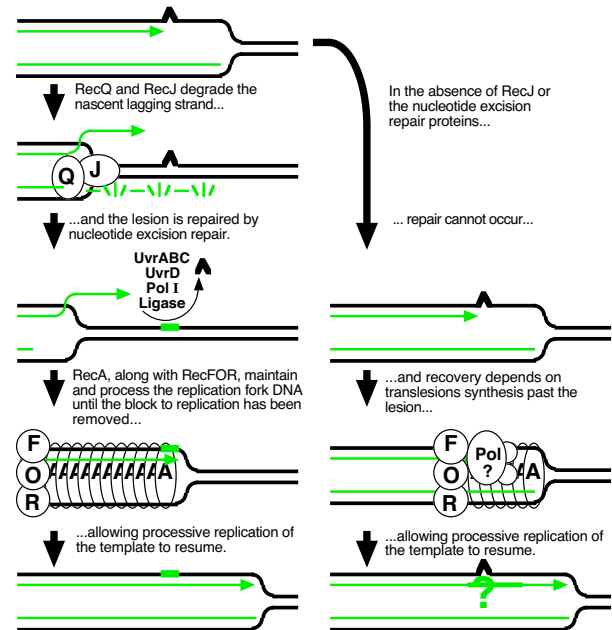 RecQ and RecJ degrade the
nascent lagging strand...
In the absence of RecJ or
the nucleotide excision
repair proteins...
Q J
...and the lesion is repaired by
nucleotide excision repair.
... repair cannot occur...
UvrABC
UvrD
Pol I
Ligase
RecA, along with RecFOR, maintain
and process the replication fork DNA
until the block to replication has been
removed...
...and recovery depends on
translesions synthesis past the
lesion...
F
O
R
AAAAAAAAAA
F
O
R
Pol
?
AA
...allowing processive replication of
the template to resume.
...allowing processive replication of
the template to resume.
?